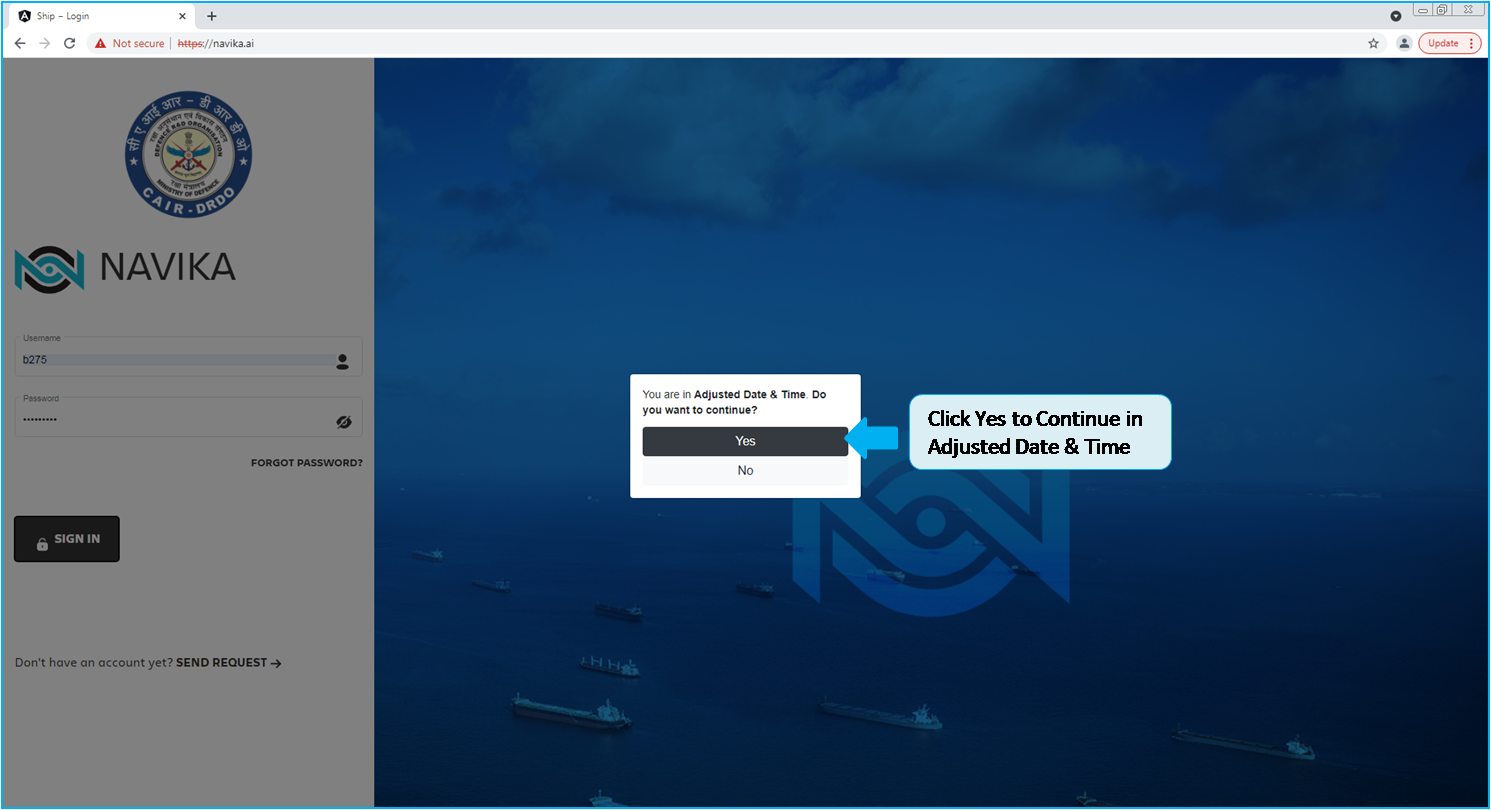 Ship – Login
Not secure
https://navika.ai
Update
सी ए आई आर – डी आर डी ओ
रक्षा अनुसंधान एवं विकास संगठन
DEFENCE R&D ORGANISATION
रक्षा मंत्रालय
MINISTRY OF DEFENCE
CAIR-DRDO
NAVIKA
Username
b275
Password
•••••••••
FORGOT PASSWORD?
SIGN IN
Don't have an account yet? SEND REQUEST →
You are in Adjusted Date & Time. Do
you want to continue?
Yes
No
Click Yes to Continue in
Adjusted Date & Time